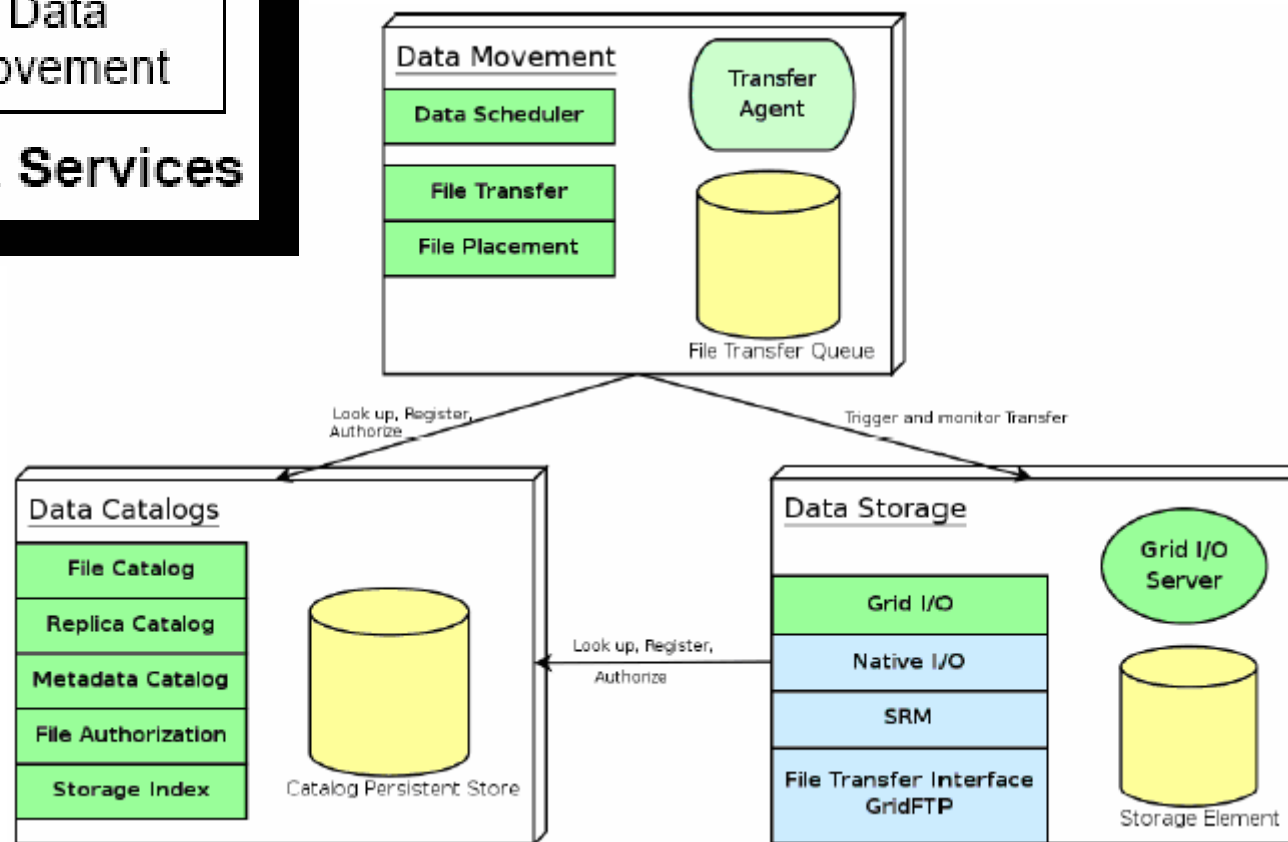 Data
ovement
Services
Data Movement
Data Scheduler
File Transfer
File Placement
Transfer
Agent
File Transfer Queue
Look up, Register,
Authorize
Trigger and monitor Transfer
Data Catalogs
File Catalog
Replica Catalog
Metadata Catalog
File Authorization
Storage Index
Catalog Persistent Store
Look up, Register,
Authorize
Data Storage
Grid I/O
Native I/O
SRM
File Transfer Interface
GridFTP
Grid I/O
Server
Storage Element